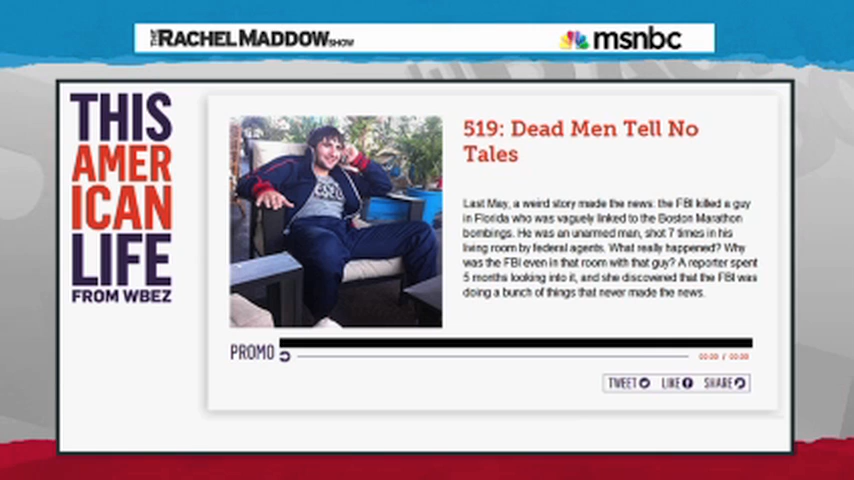 THE RACHEL MADDOW SHOW
msnbc
THIS
AMER
ICAN
LIFE
FROM WBEZ
519: Dead Men Tell No
Tales
Last May, a weird story made the news: the FBI killed a guy
in Florida who was vaguely linked to the Boston Marathon
bombings. He was an unarmed man, shot 7 times in his
living room by federal agents. What really happened? Why
was the FBI even in that room with that guy? A reporter spent
5 months looking into it, and she discovered that the FBI was
doing a bunch of things that never made the news.
PROMO
00:00 / 00:00
TWEET LIKE SHARE